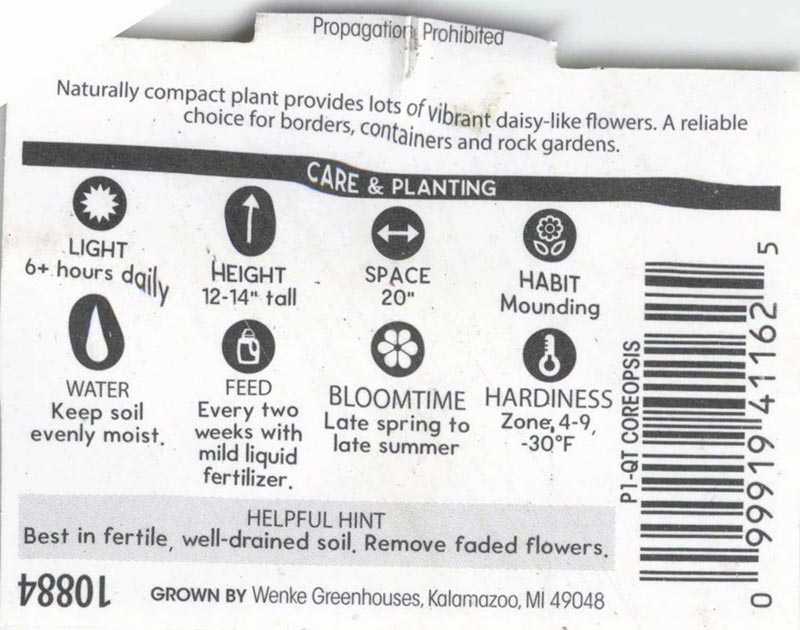 Propagation Prohibited
Naturally compact plant provides lots of vibrant daisy-like flowers. A reliable
choice for borders, containers and rock gardens.
CARE & PLANTING
LIGHT
6+ hours daily
HEIGHT
12-14" tall
SPACE
20"
HABIT
Mounding
WATER
Keep soil
evenly moist.
FEED
Every two
weeks with
mild liquid
fertilizer.
BLOOMTIME
Late spring to
late summer
HARDINESS
Zone, 4-9,
-30°F
P1-QT COREOPSIS
0 99919 41162 5
HELPFUL HINT
Best in fertile, well-drained soil. Remove faded flowers.
10884
GROWN BY Wenke Greenhouses, Kalamazoo, MI 49048